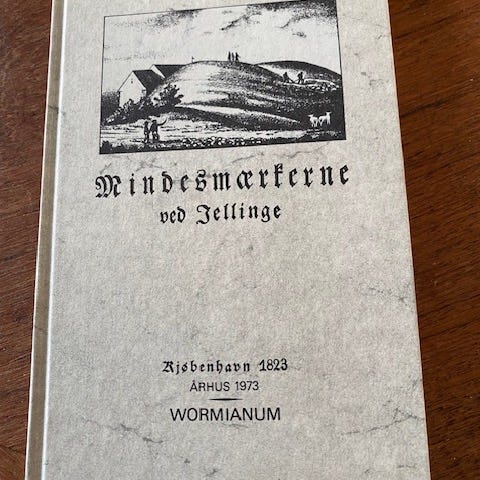 Mindesmærkerne
ved Jellinge
Kjøbenhavn 1823
ÅRHUS 1973
WORMIANUM